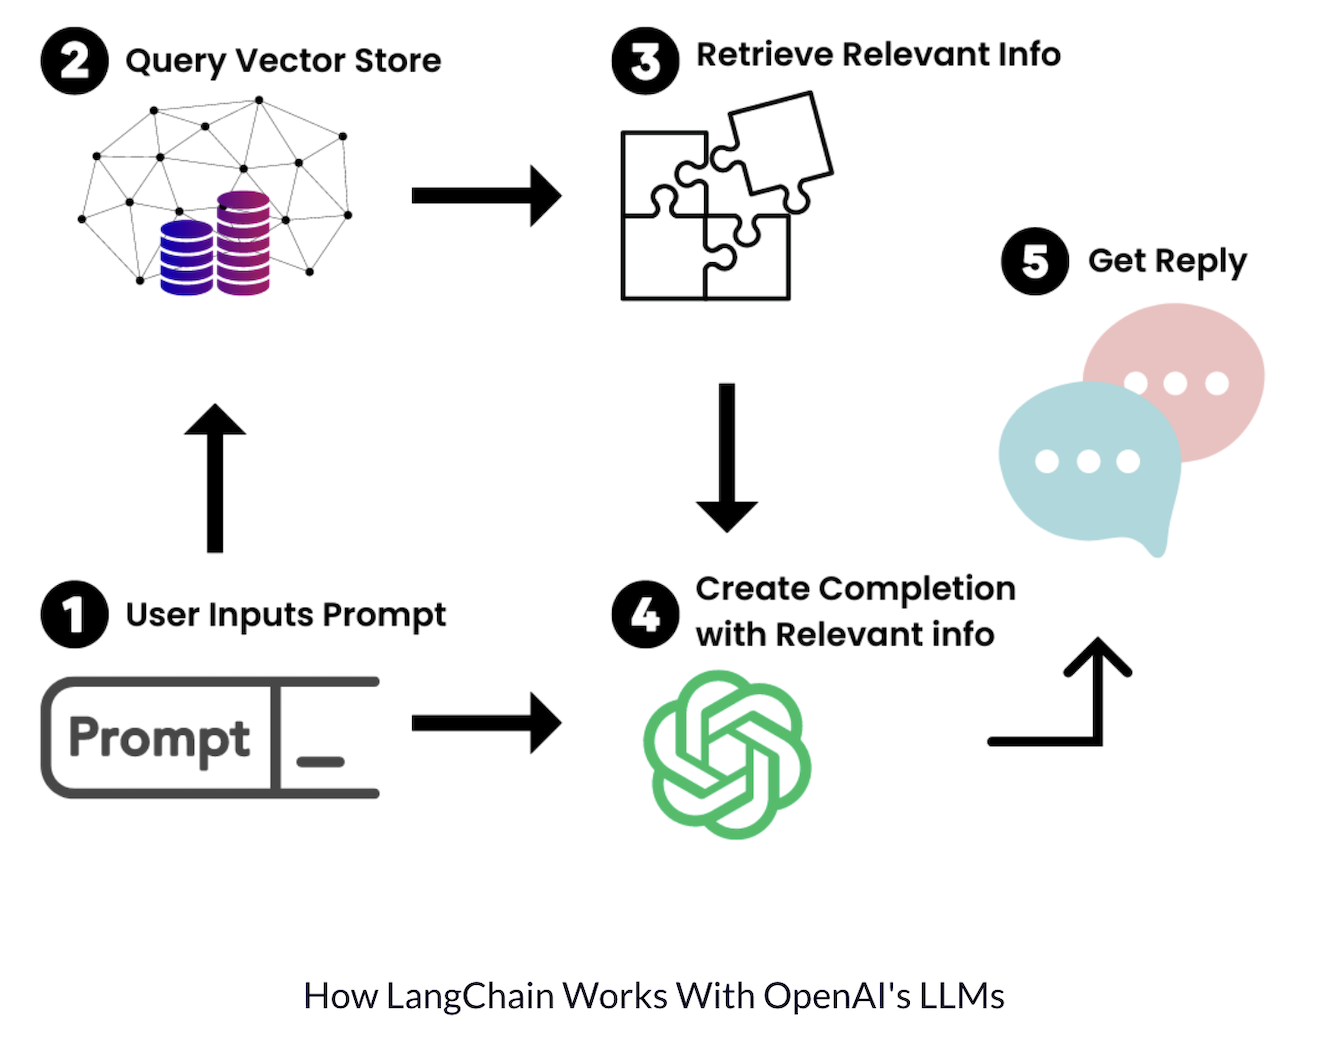 2 Query Vector Store
3 Retrieve Relevant Info
5 Get Reply
1 User Inputs Prompt
4 Create Completion
with Relevant info
Prompt
How LangChain Works With OpenAI's LLMs